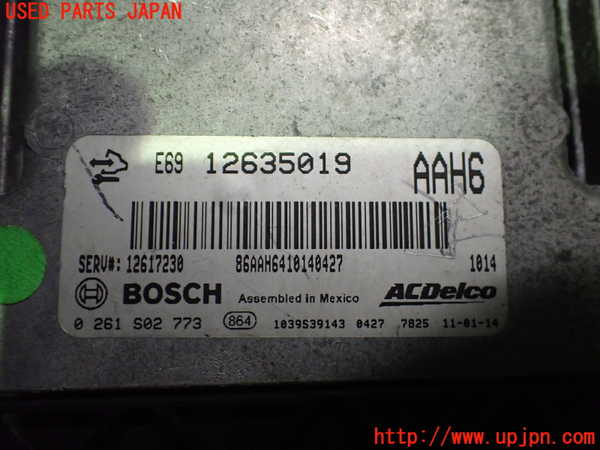 USED PARTS JAPAN
E69 12635019 AAH6
SERV#: 12617230 86AAH6410140427 1014
BOSCH Assembled in Mexico ACDelco
0 261 S02 773 864 1039S39143 0427 7825 11-01-14
http://www.upjpn.com/